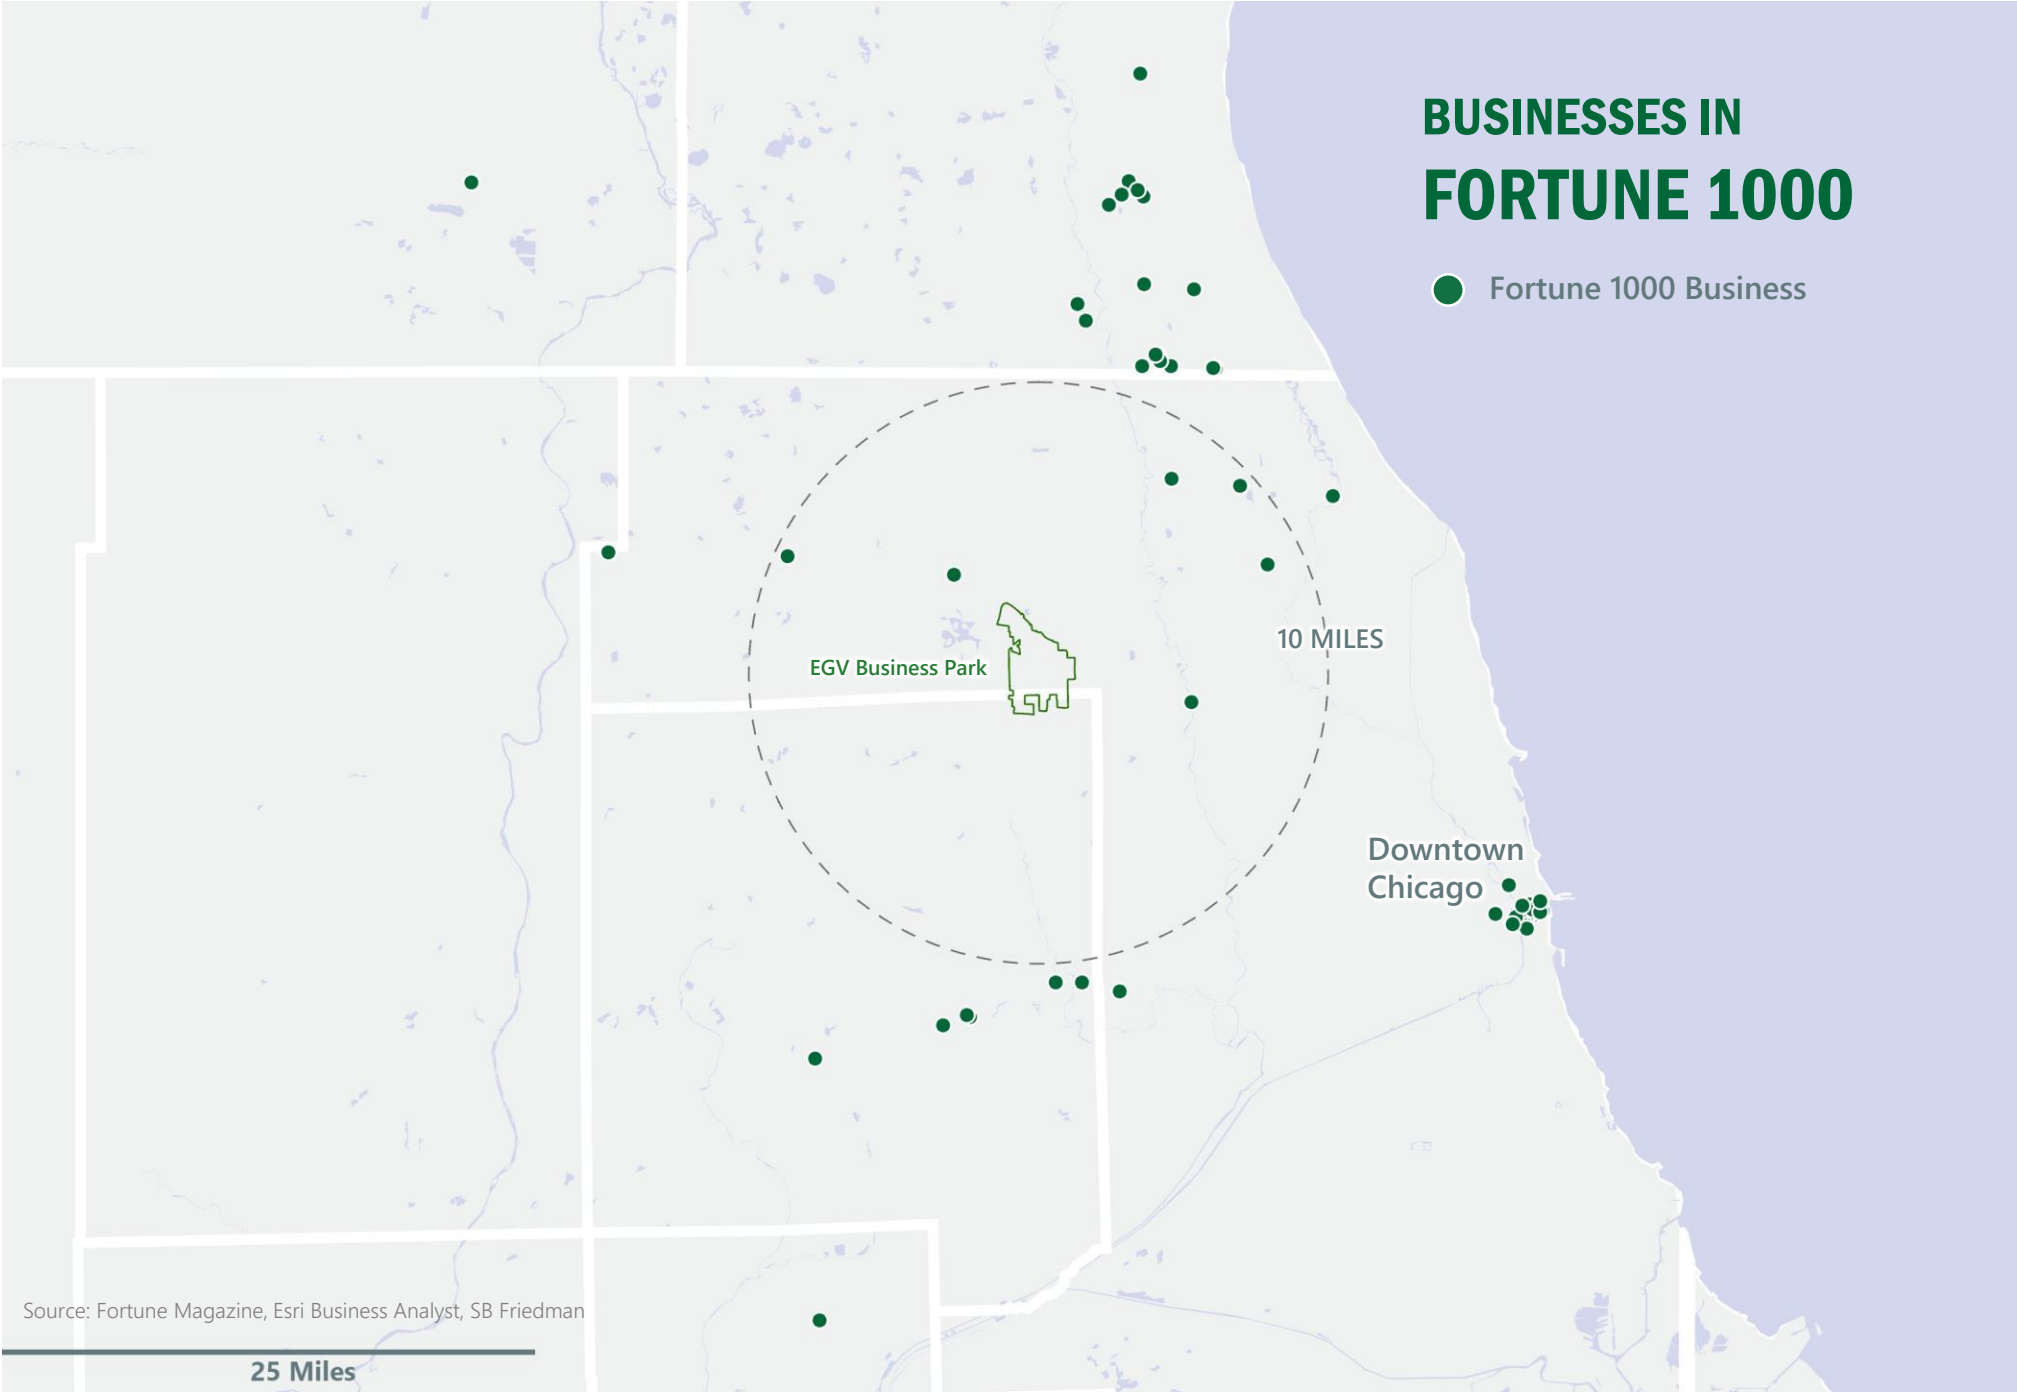 BUSINESSES IN
FORTUNE 1000
Fortune 1000 Business
10 MILES
EGV Business Park
Downtown
Chicago
Source: Fortune Magazine, Esri Business Analyst, SB Friedman
25 Miles